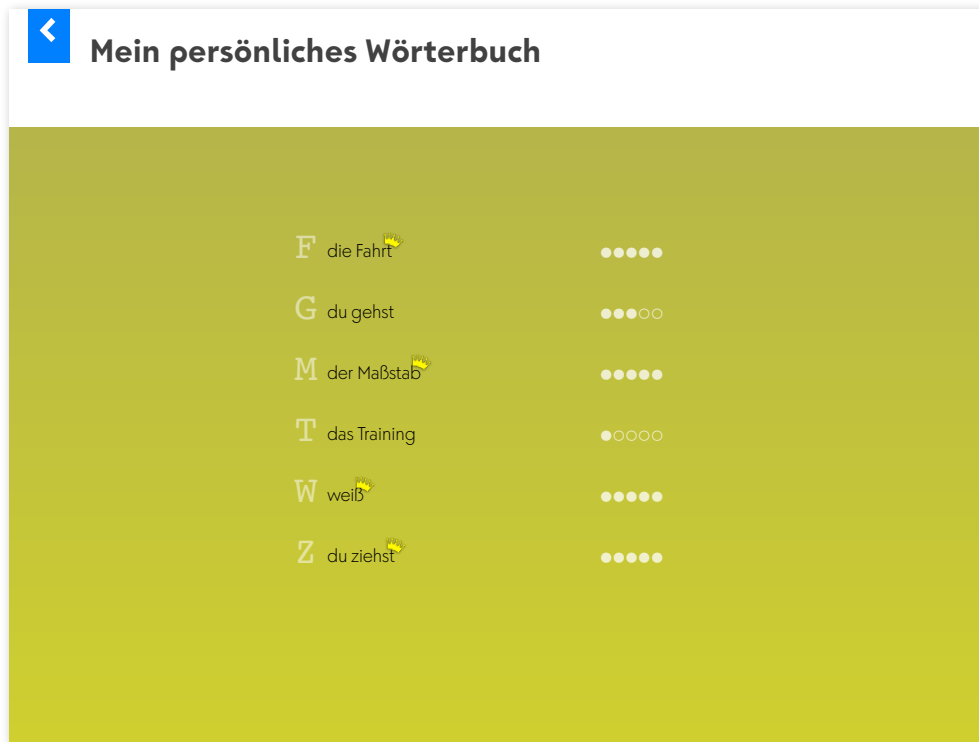 Mein persönliches Wörterbuch
F die Fahrt
G du gehst
M der Maßstab
T das Training
W weiß
Z du ziehst